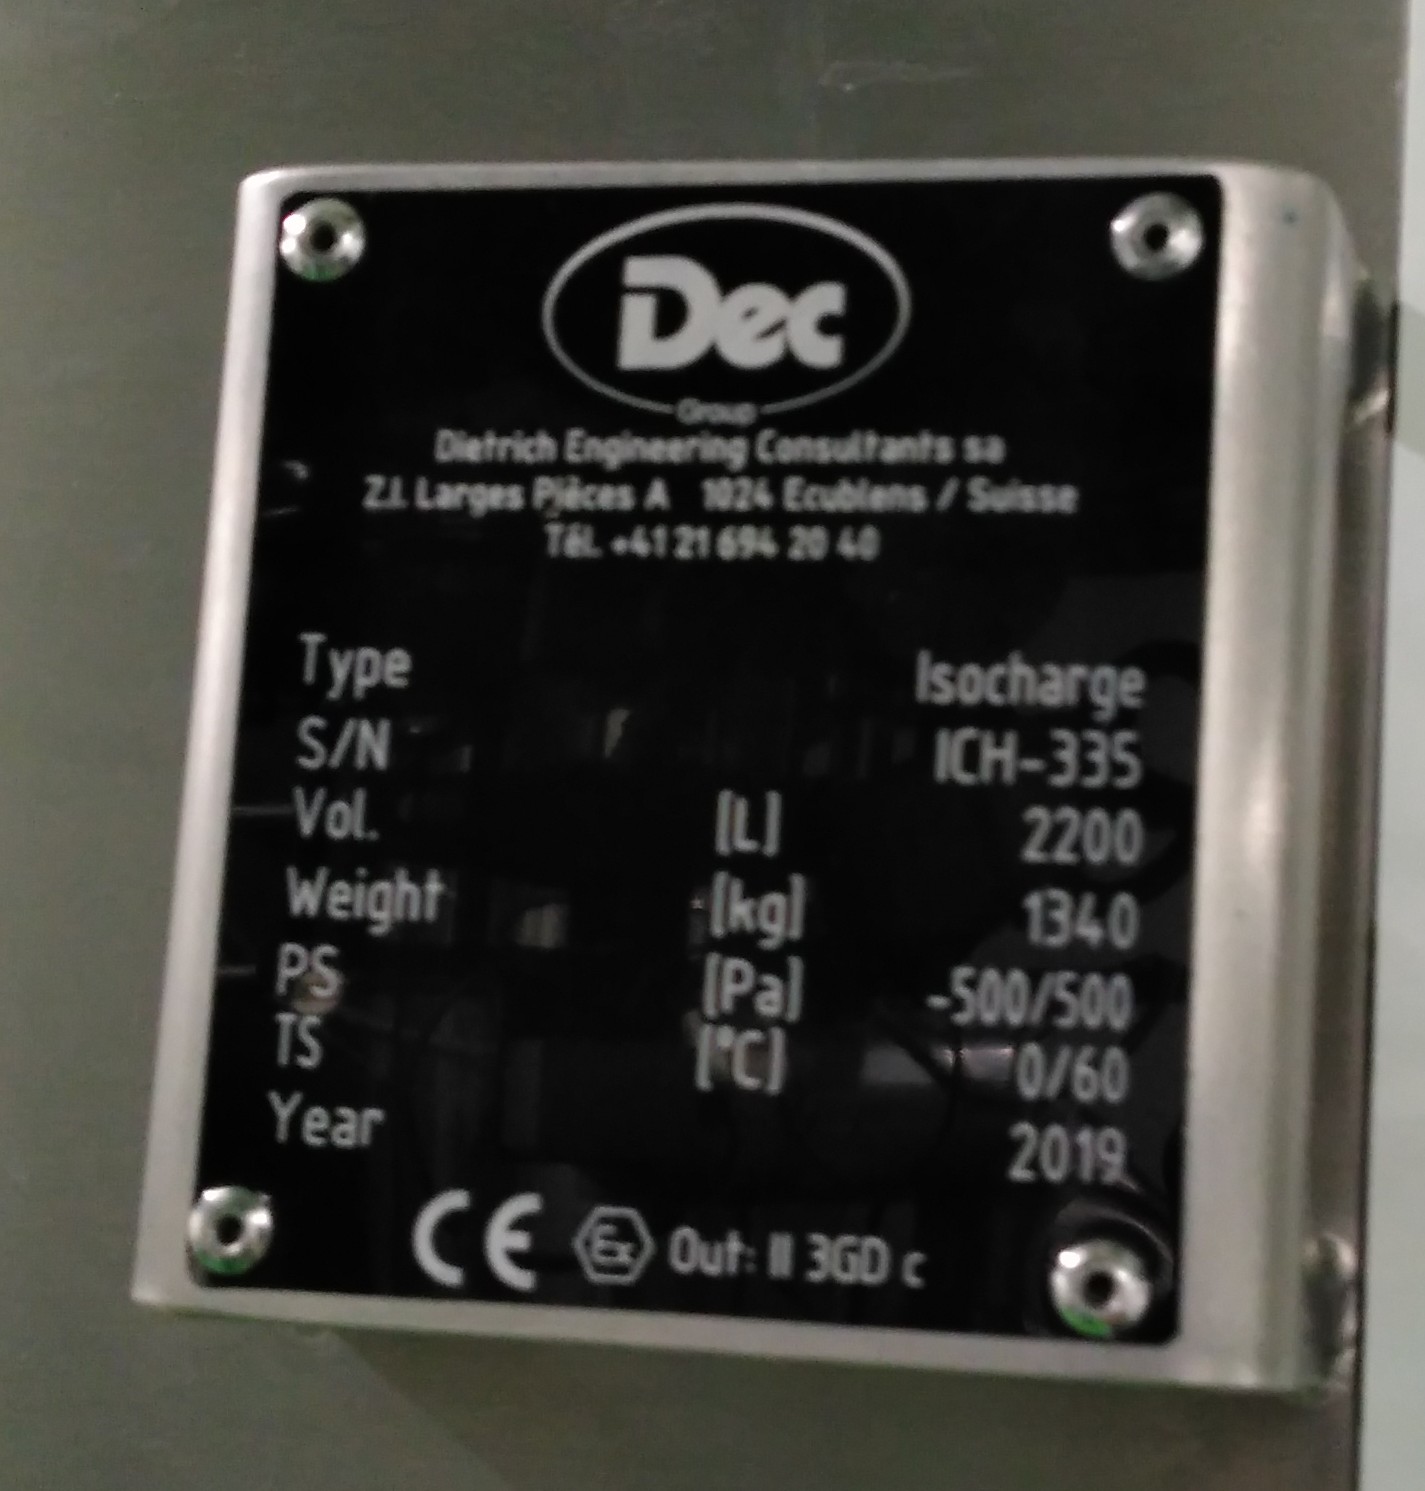 Dec
Group
Dietrich Engineering Consultants sa
Z.I. Larges Pièces A 1024 Ecublens / Suisse
Tél. +41 21 694 20 40
Type Isocharge
S/N ICH-335
Vol. [L] 2200
Weight [kg] 1340
PS [Pa] -500/500
TS [°C] 0/60
Year 2019
CE Ex Out: II 3GD c